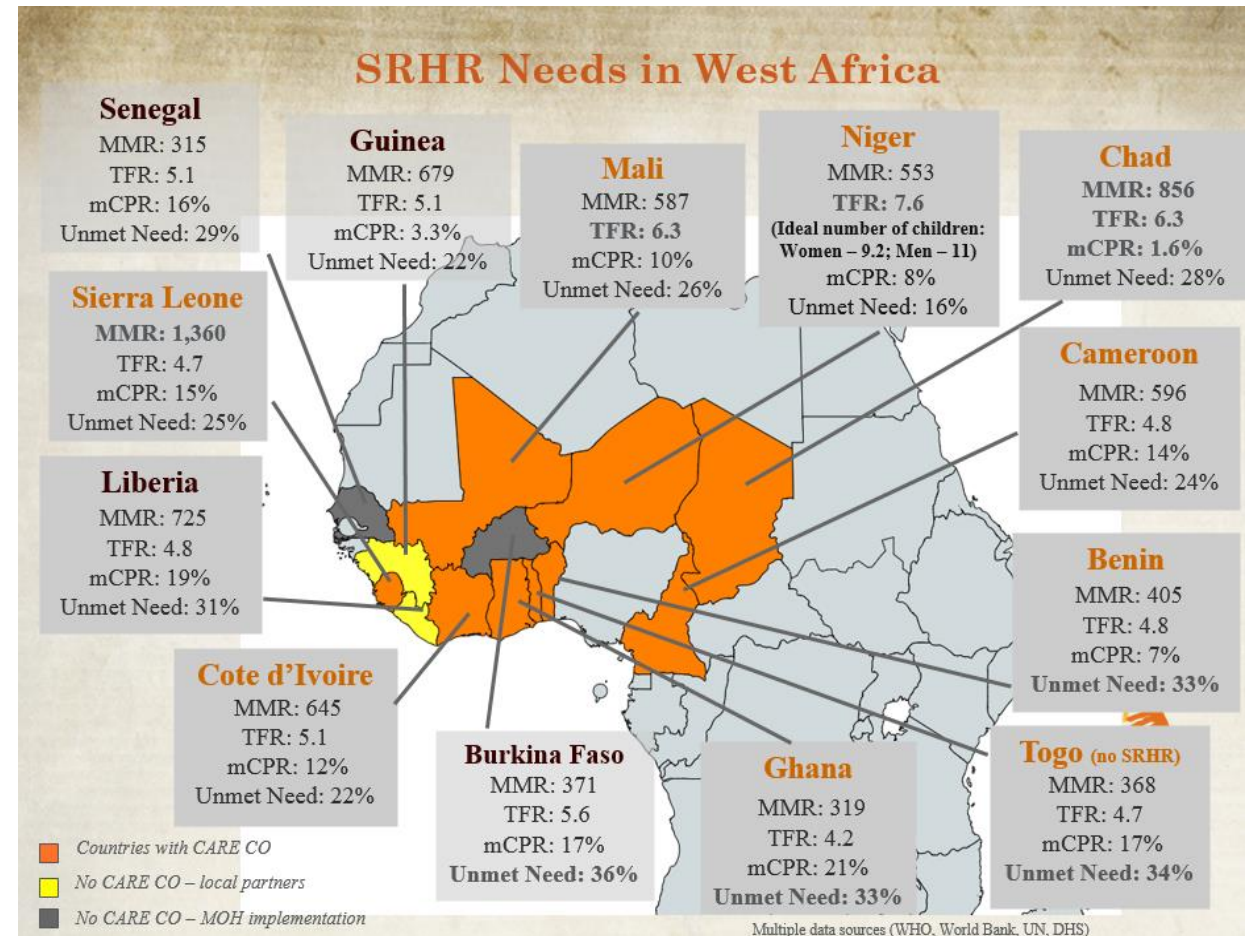 SRHR Needs in West Africa
Senegal
MMR: 315
TFR: 5.1
mCPR: 16%
Unmet Need: 29%
Guinea
MMR: 679
TFR: 5.1
mCPR: 3.3%
Unmet Need: 22%
Mali
MMR: 587
TFR: 6.3
mCPR: 10%
Unmet Need: 26%
Niger
MMR: 553
TFR: 7.6
(Ideal number of children:
Women – 9.2; Men – 11)
mCPR: 8%
Unmet Need: 16%
Chad
MMR: 856
TFR: 6.3
mCPR: 1.6%
Unmet Need: 28%
Sierra Leone
MMR: 1,360
TFR: 4.7
mCPR: 15%
Unmet Need: 25%
Cameroon
MMR: 596
TFR: 4.8
mCPR: 14%
Unmet Need: 24%
Liberia
MMR: 725
TFR: 4.8
mCPR: 19%
Unmet Need: 31%
Benin
MMR: 405
TFR: 4.8
mCPR: 7%
Unmet Need: 33%
Cote d’Ivoire
MMR: 645
TFR: 5.1
mCPR: 12%
Unmet Need: 22%
Burkina Faso
MMR: 371
TFR: 5.6
mCPR: 17%
Unmet Need: 36%
Ghana
MMR: 319
TFR: 4.2
mCPR: 21%
Unmet Need: 33%
Togo (no SRHR)
MMR: 368
TFR: 4.7
mCPR: 17%
Unmet Need: 34%
Countries with CARE CO
No CARE CO – local partners
No CARE CO – MOH implementation
Multiple data sources (WHO, World Bank, UN, DHS)